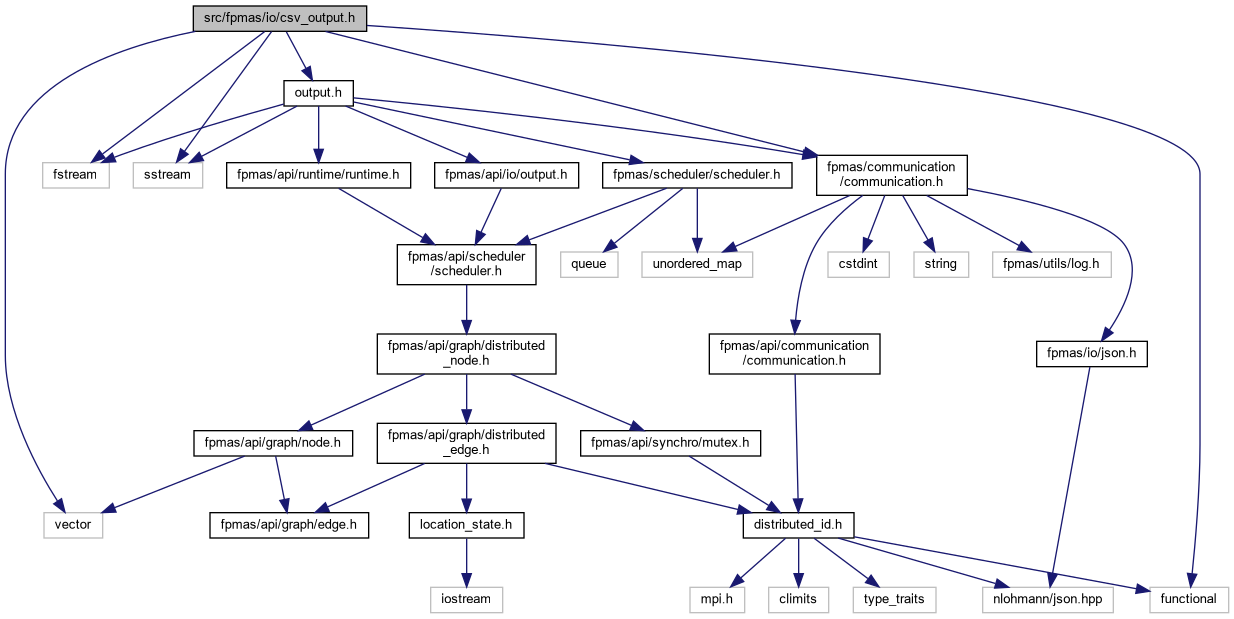 src/fpmas/io/csv_output.h
output.h
fstream
sstream
fpmas/api/runtime/runtime.h
fpmas/api/io/output.h
fpmas/scheduler/scheduler.h
fpmas/communication
/communication.h
fpmas/api/scheduler
/scheduler.h
queue
unordered_map
cstdint
string
fpmas/utils/log.h
fpmas/api/graph/distributed
_node.h
fpmas/api/communication
/communication.h
fpmas/io/json.h
fpmas/api/graph/node.h
fpmas/api/graph/distributed
_edge.h
fpmas/api/synchro/mutex.h
vector
fpmas/api/graph/edge.h
location_state.h
distributed_id.h
iostream
mpi.h
climits
type_traits
nlohmann/json.hpp
functional